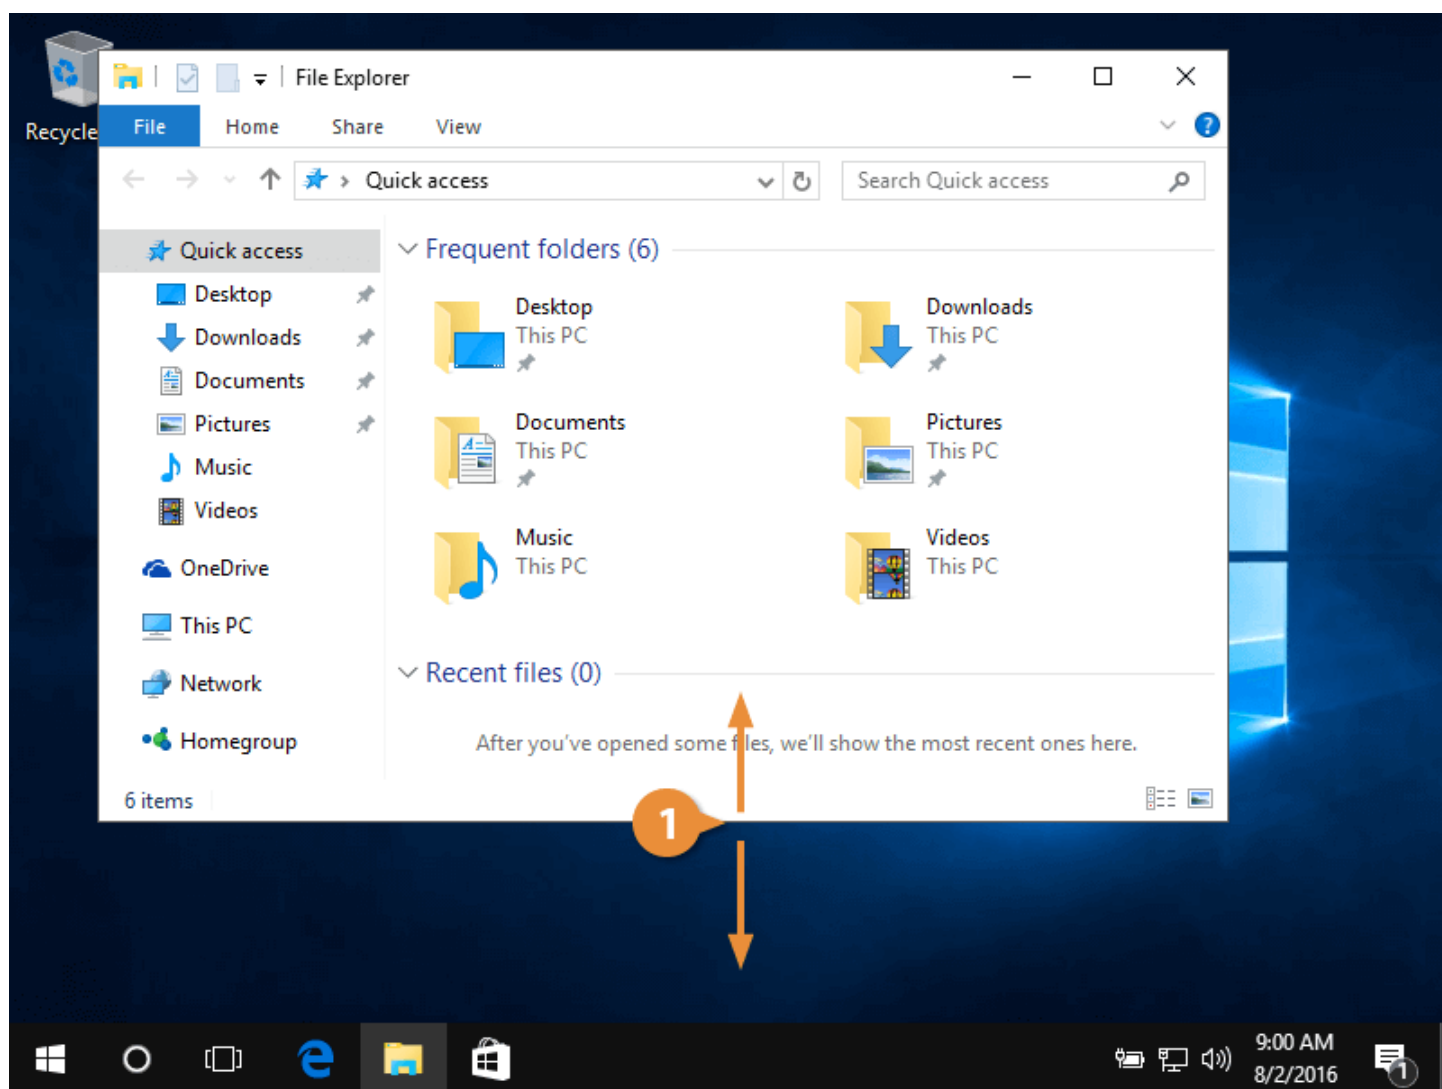 Recycle
File Explorer
File Home Share View
?
Quick access
Search Quick access
Quick access
Desktop
Downloads
Documents
Pictures
Music
Videos
OneDrive
This PC
Network
Homegroup
Frequent folders (6)
Desktop
This PC
Downloads
This PC
Documents
This PC
Pictures
This PC
Music
This PC
Videos
This PC
Recent files (0)
After you've opened some files, we'll show the most recent ones here.
6 items
1
9:00 AM
8/2/2016
1